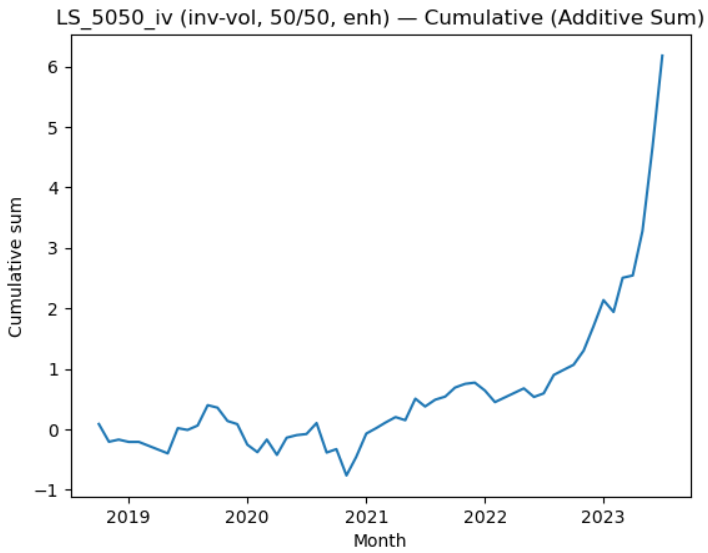 LS_5050_iv (inv-vol, 50/50, enh) — Cumulative (Additive Sum)
6
5
4
3
2
1
0
−1
Cumulative sum
2019 2020 2021 2022 2023
Month